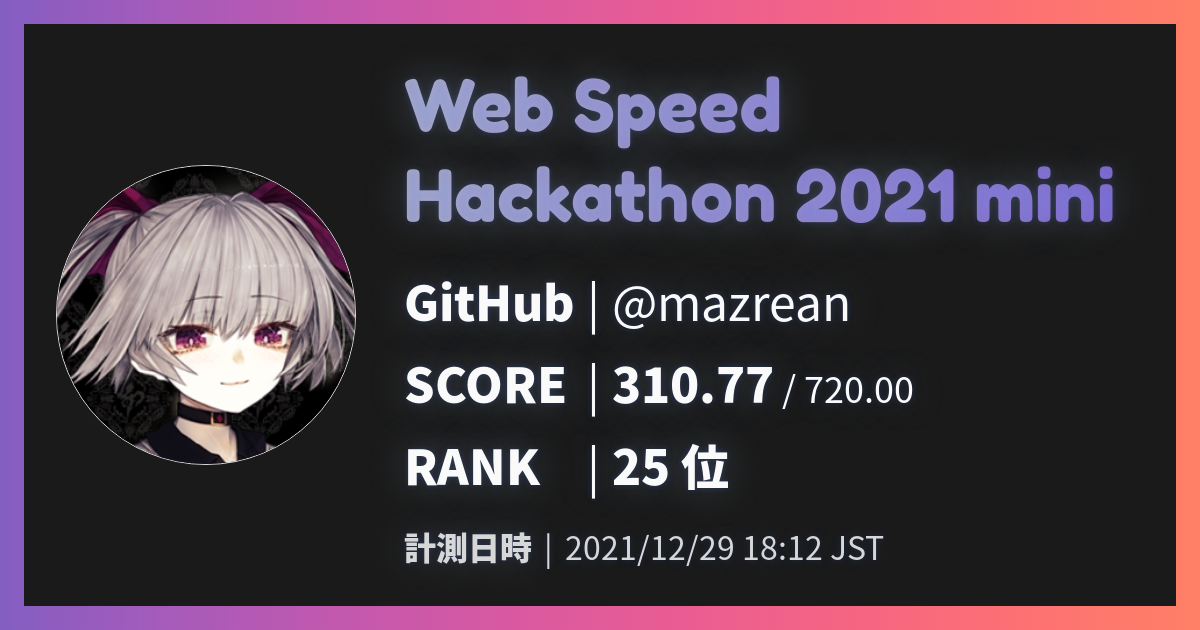 Web Speed
Hackathon 2021 mini
GitHub | @mazrean
SCORE | 310.77 / 720.00
RANK | 25 位
計測日時 | 2021/12/29 18:12 JST